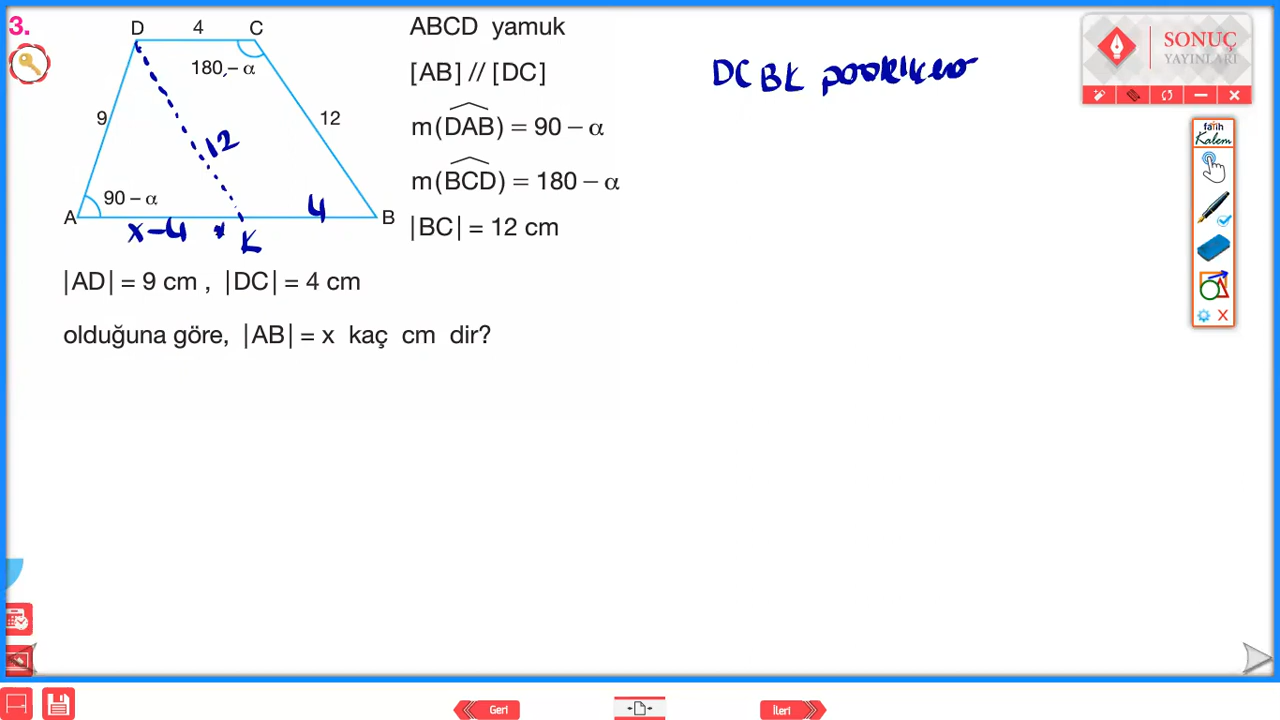 3.
D 4 C
180 - α
9
12
12
90 - α
A x-4 K 4 B
ABCD yamuk
[AB] // [DC]
m(DAB) = 90 - α
m(BCD) = 180 - α
|BC| = 12 cm
|AD| = 9 cm , |DC| = 4 cm
olduğuna göre, |AB| = x kaç cm dir?
DCBK
SONUÇ
YAYINLARI
fatih
Kalem
Geri
İleri